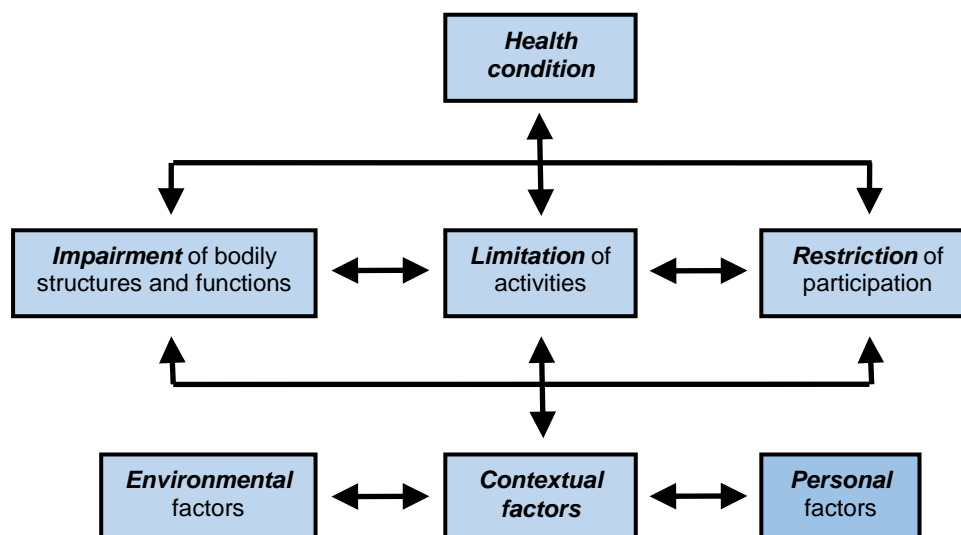 Health
condition
Impairment of bodily
structures and functions
Limitation of
activities
Restriction of
participation
Environmental
factors
Contextual
factors
Personal
factors